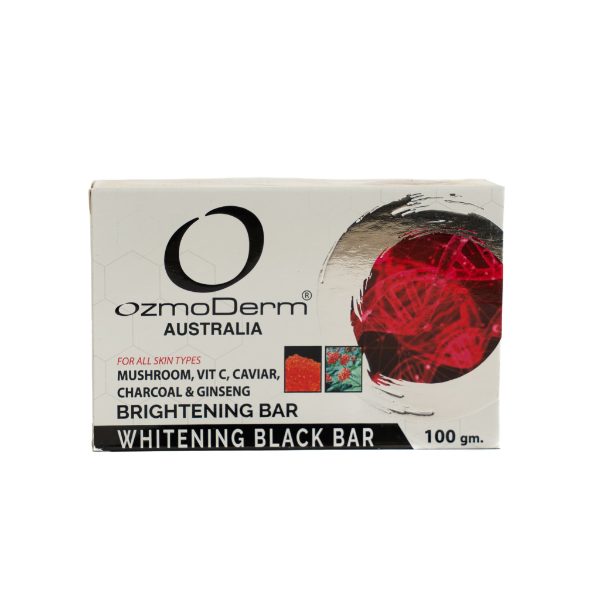 OzmoDerm®
AUSTRALIA
FOR ALL SKIN TYPES
MUSHROOM, VIT C, CAVIAR,
CHARCOAL & GINSENG
BRIGHTENING BAR
WHITENING BLACK BAR
100 gm.